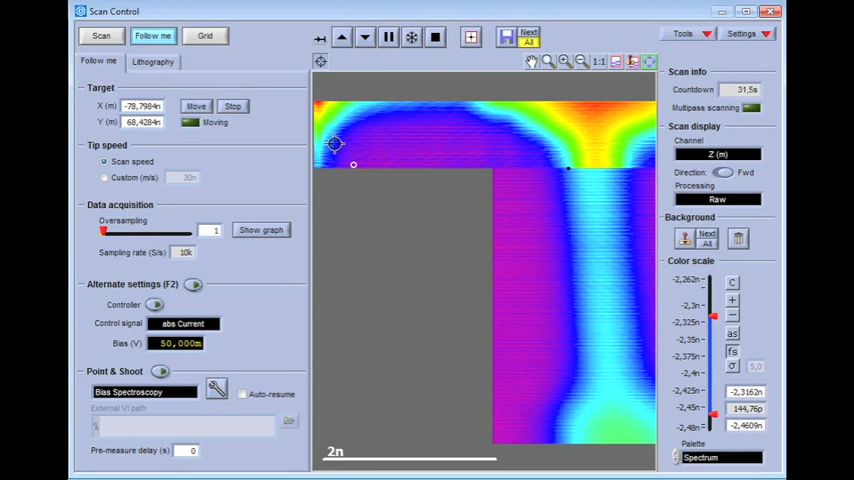 Scan Control
Scan
Follow me
Grid
Next
All
Tools
Settings
Follow me
Lithography
1:1
Target
X (m)
-78,7984n
Move
Stop
Y (m)
68,4284n
Moving
Tip speed
Scan speed
Custom (m/s)
30n
Data acquisition
Oversampling
1
Show graph
Sampling rate (S/s)
10k
Alternate settings (F2)
Controller
Control signal
abs Current
Bias (V)
50,000m
Point & Shoot
Bias Spectroscopy
Auto-resume
External VI path
Pre-measure delay (s)
0
2n
Scan info
Countdown
31,5s
Multipass scanning
Scan display
Channel
Z (m)
Direction:
Fwd
Processing
Raw
Background
Next
All
Color scale
-2,262n
-2,3n
-2,325n
-2,35n
-2,375n
-2,4n
-2,425n
-2,45n
-2,48n
C
+
−
as
fs
σ
5,0
-2,3162n
144,76p
-2,4609n
Palette
Spectrum